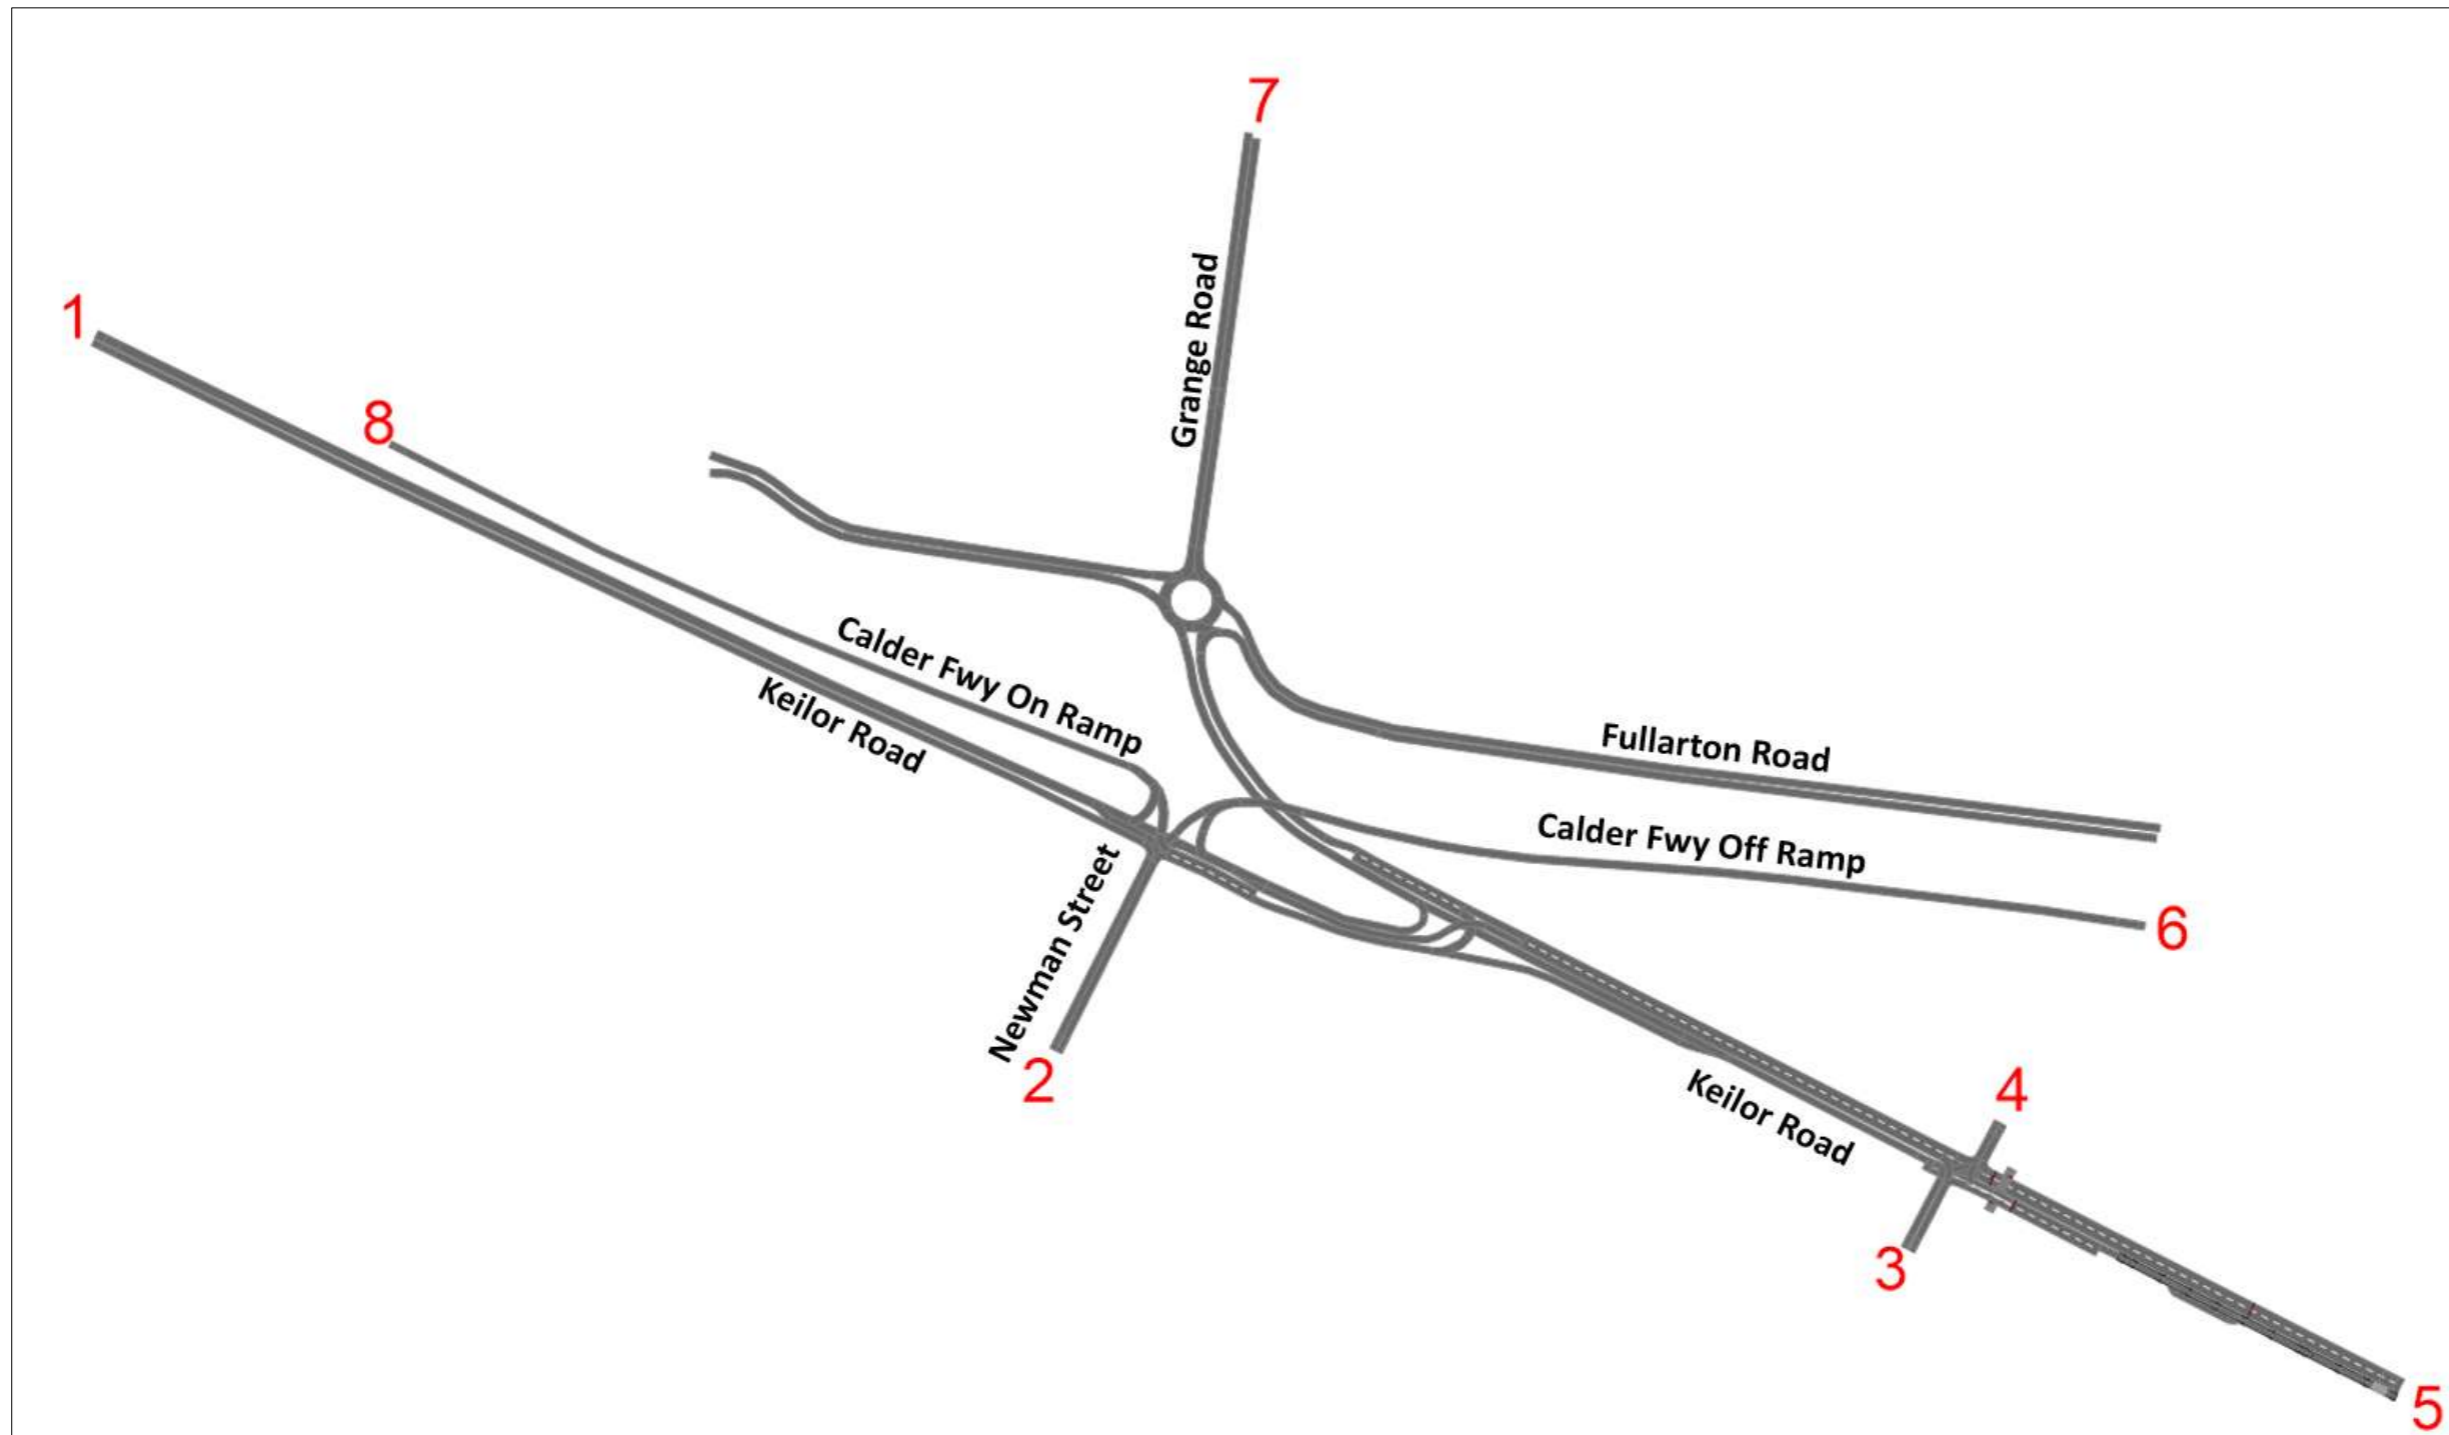 7
Grange Road
1
8
Calder Fwy On Ramp
Keilor Road
Fullarton Road
Calder Fwy Off Ramp
6
Newman Street
2
Keilor Road
4
3
5